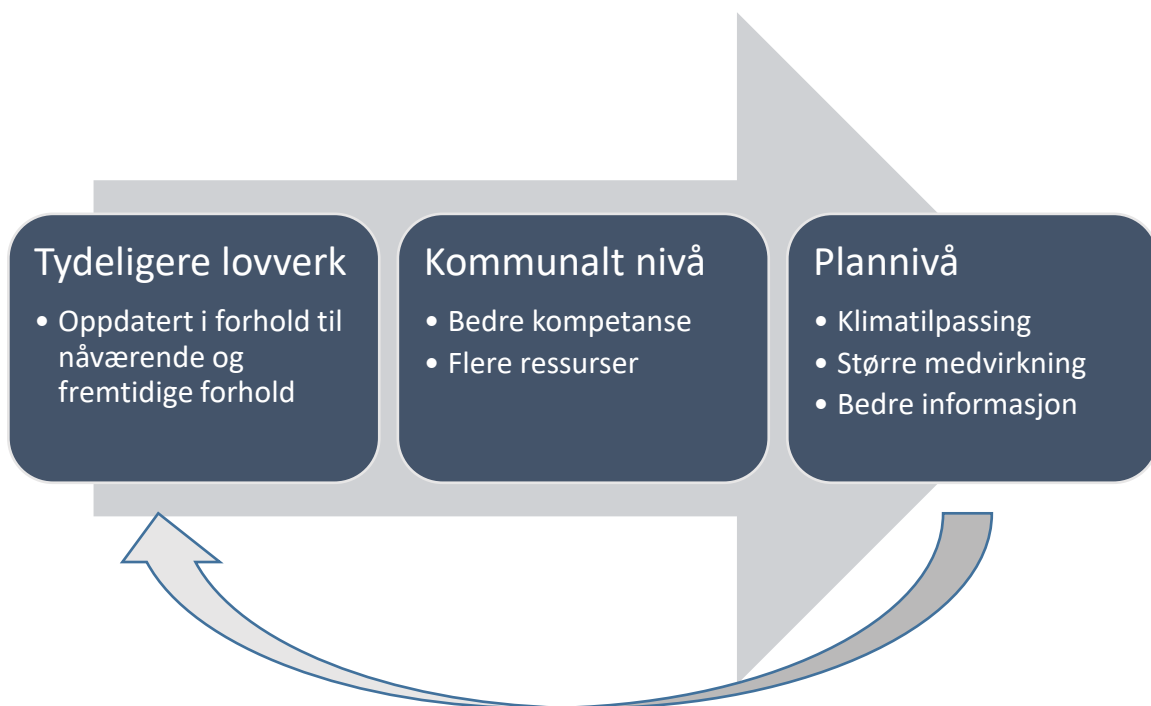 Tydeligere lovverk
• Oppdatert i forhold til
nåværende og
fremtidige forhold
Kommunalt nivå
• Bedre kompetanse
• Flere ressurser
Plannivå
• Klimatilpassing
• Større medvirkning
• Bedre informasjon